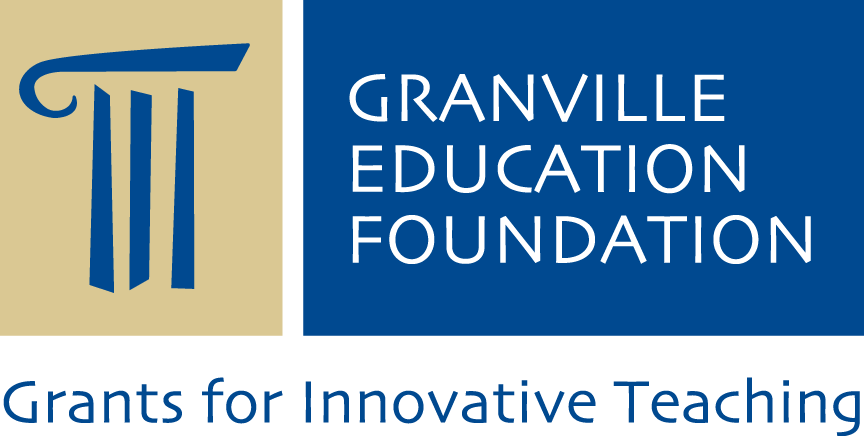 GRANVILLE
EDUCATION
FOUNDATION
Grants for Innovative Teaching